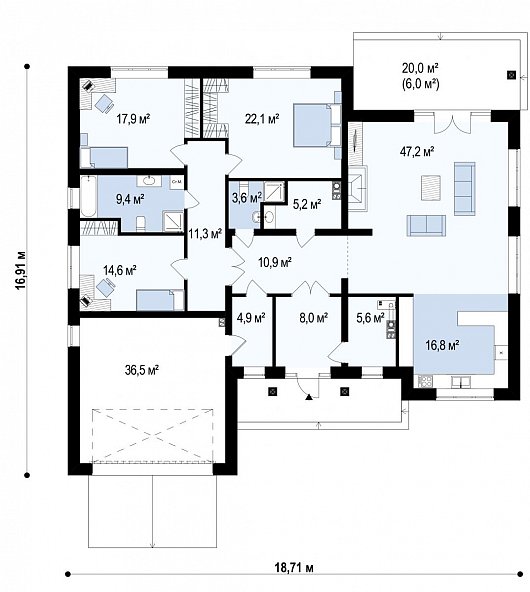 20,0 м²
(6,0 м²)
17,9 м²
22,1 м²
47,2 м²
9,4 м²
См
3,6 м²
5,2 м²
11,3 м²
14,6 м²
10,9 м²
16,91 м
4,9 м²
8,0 м²
5,6 м²
16,8 м²
36,5 м²
18,71 м